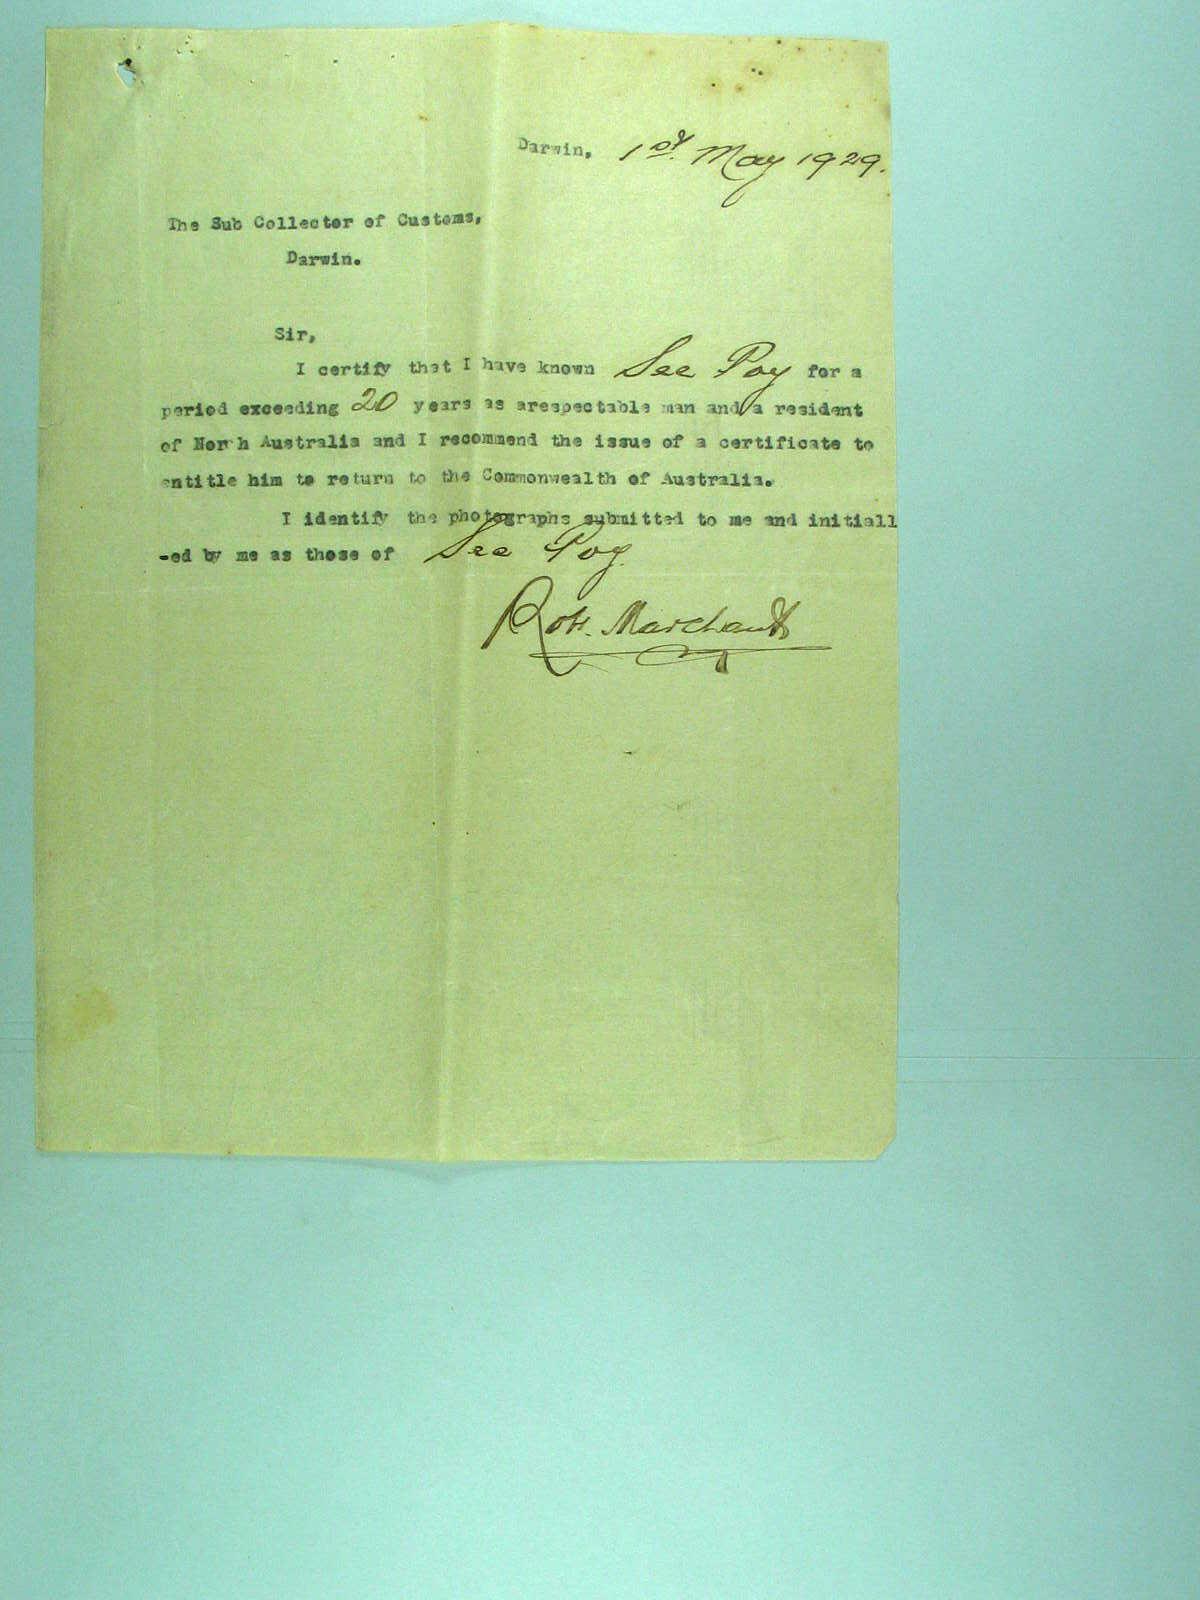 Darwin, 1st. May 1929.
The Sub Collector of Customs,
Darwin.
Sir,
I certify that I have known See Poy for a
period exceeding 20 years as arespectable man and a resident
of North Australia and I recommend the issue of a certificate to
entitle him to return to the Commonwealth of Australia.
I identify the photographs submitted to me and initiall
-ed by me as those of See Poy.
Robt. Marchant